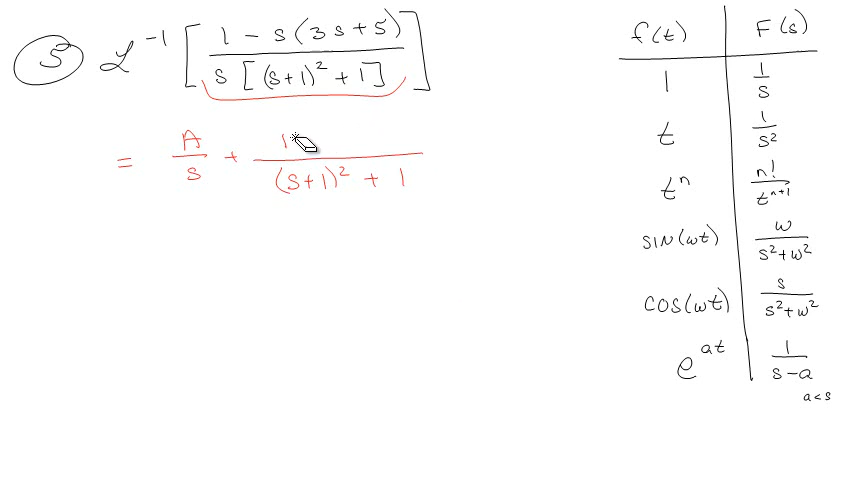 5 ℒ⁻¹ [ (1 - s(3s+5)) / (s[(s+1)² + 1]) ]
= A/s + 1 / ((s+1)² + 1)
f(t) F(s)
1 1/s
t 1/s²
tⁿ n!/tⁿ⁺¹
SIN(ωt) ω/(s²+ω²)
COS(ωt) s/(s²+ω²)
e^(at) 1/(s-a)
a<s